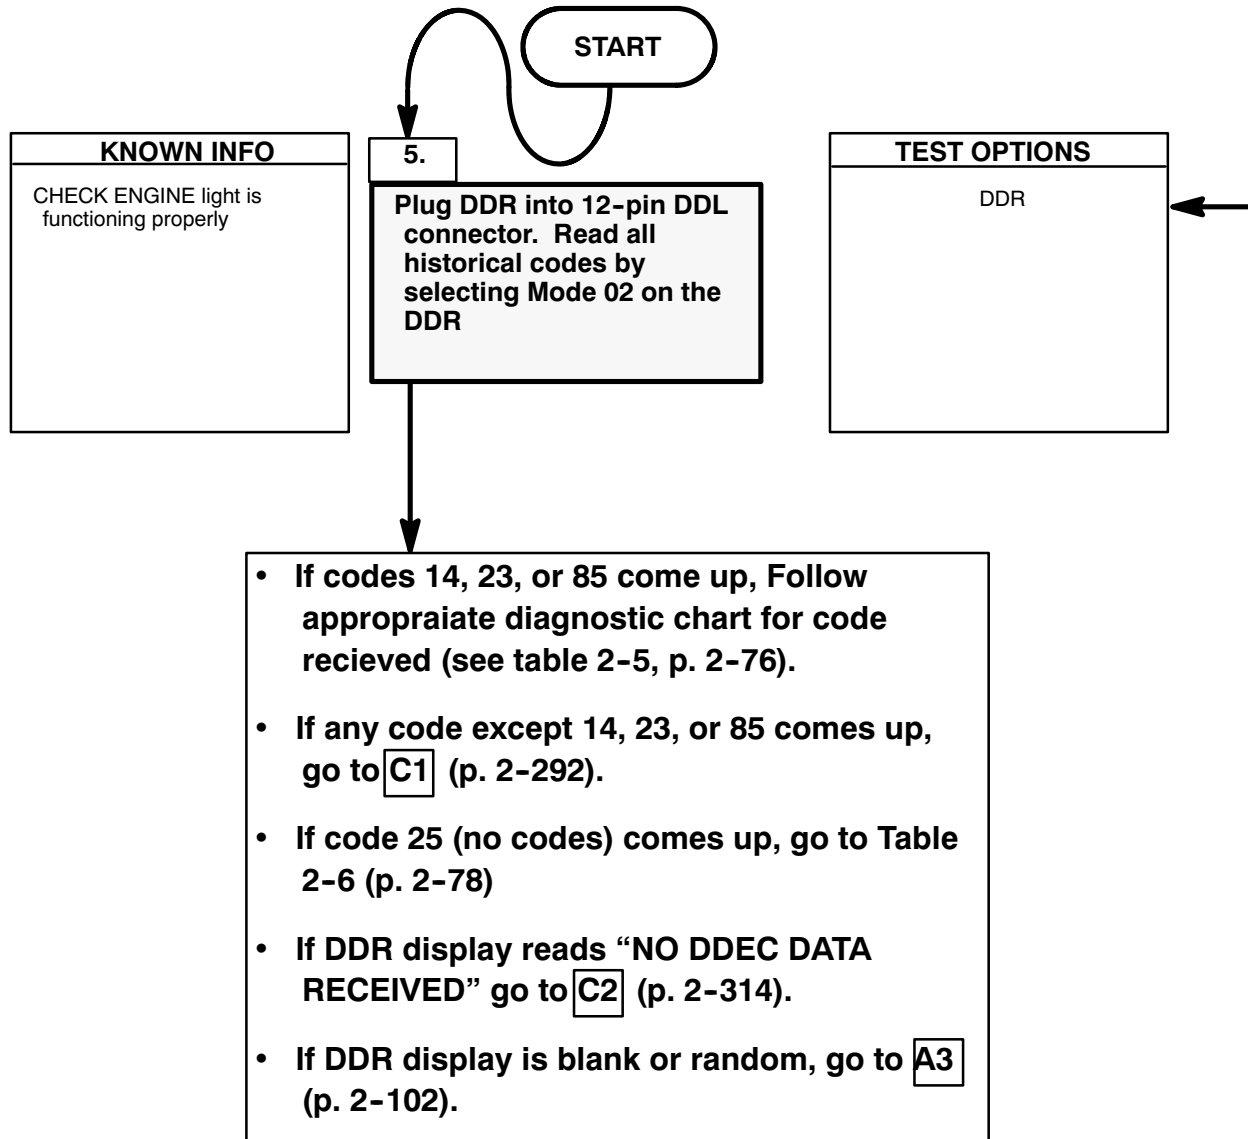 START
KNOWN INFO
CHECK ENGINE light is
functioning properly
5.
Plug DDR into 12-pin DDL
connector. Read all
historical codes by
selecting Mode 02 on the
DDR
TEST OPTIONS
DDR
• If codes 14, 23, or 85 come up, Follow
appropraiate diagnostic chart for code
recieved (see table 2-5, p. 2-76).
• If any code except 14, 23, or 85 comes up,
go to C1 (p. 2-292).
• If code 25 (no codes) comes up, go to Table
2-6 (p. 2-78)
• If DDR display reads “NO DDEC DATA
RECEIVED” go to C2 (p. 2-314).
• If DDR display is blank or random, go to A3
(p. 2-102).